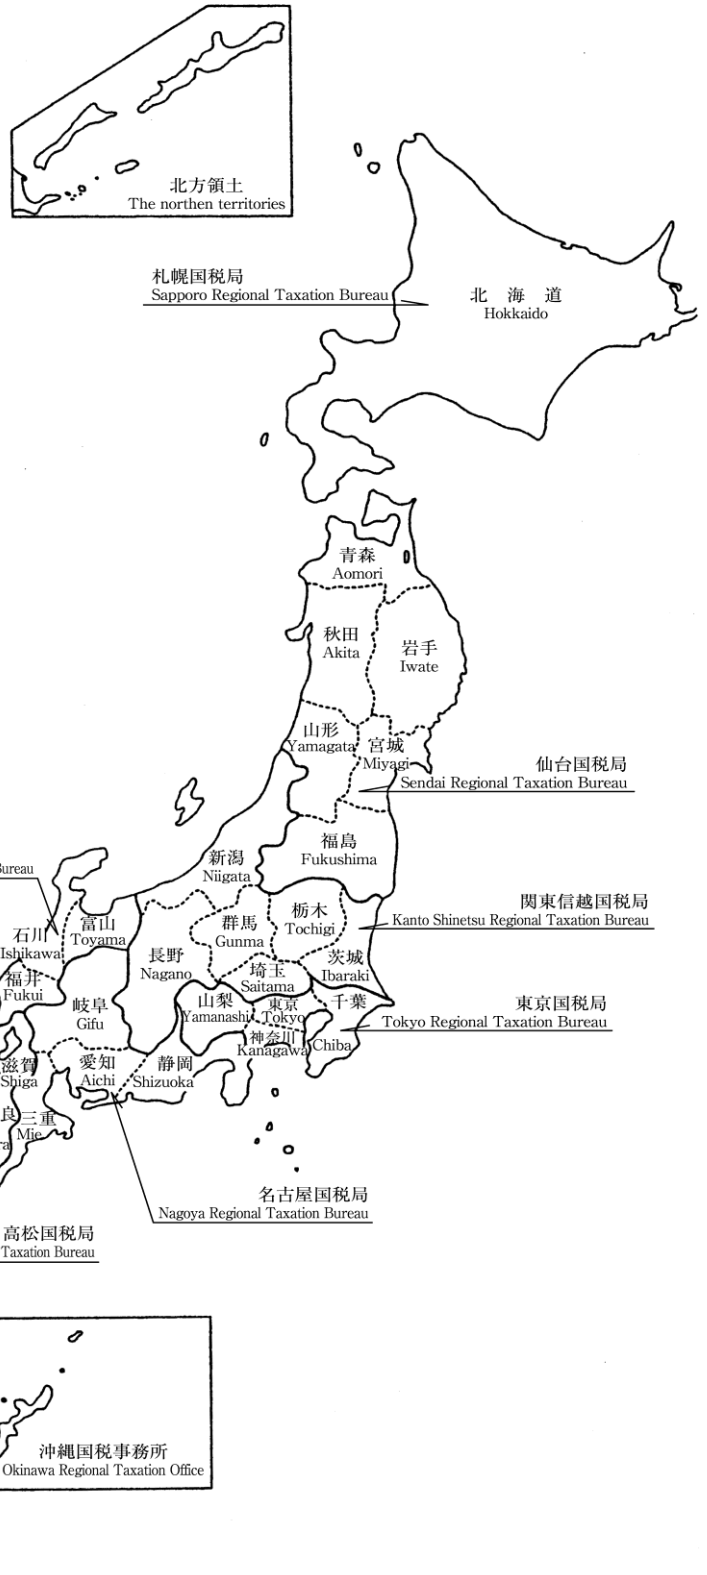 北方領土
The northen territories
札幌国税局
Sapporo Regional Taxation Bureau
北海道
Hokkaido
青森
Aomori
秋田
Akita
岩手
Iwate
山形
Yamagata
宮城
Miyagi
仙台国税局
Sendai Regional Taxation Bureau
福島
Fukushima
新潟
Niigata
Bureau
関東信越国税局
Kanto Shinetsu Regional Taxation Bureau
栃木
Tochigi
群馬
Gunma
富山
Toyama
石川
Ishikawa
長野
Nagano
茨城
Ibaraki
埼玉
Saitama
福井
Fukui
岐阜
Gifu
山梨
Yamanashi
東京
Tokyo
千葉
Chiba
東京国税局
Tokyo Regional Taxation Bureau
神奈川
Kanagawa
滋賀
Shiga
愛知
Aichi
静岡
Shizuoka
良
ra
三重
Mie
名古屋国税局
Nagoya Regional Taxation Bureau
高松国税局
Taxation Bureau
沖縄国税事務所
Okinawa Regional Taxation Office